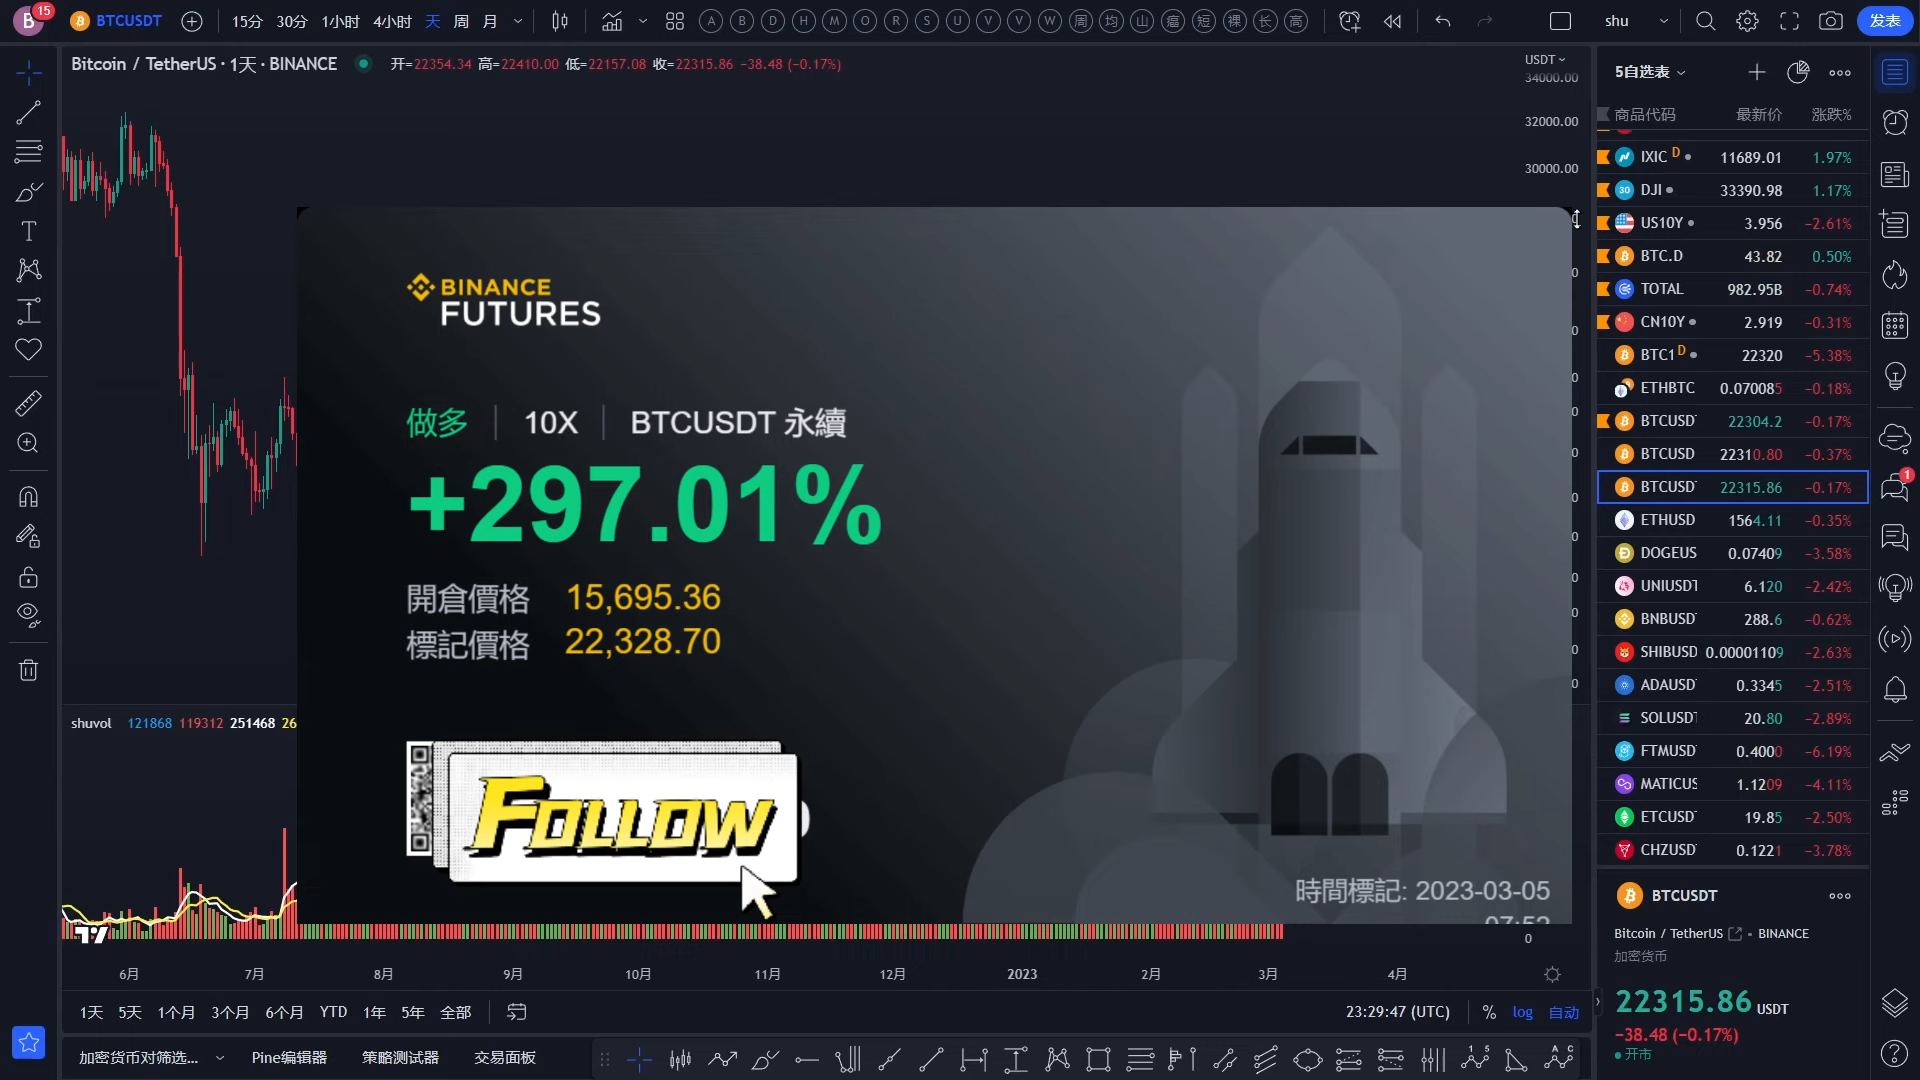 B 15 BTCUSDT 15分 30分 1小时 4小时 天 周 月 A B D H M O R S U V V W 周 均 山 瘟 短 裸 长 高 shu 发表
Bitcoin / TetherUS · 1天 · BINANCE 开=22354.34 高=22410.00 低=22157.08 收=22315.86 −38.48 (−0.17%)
USDT
34000.00
32000.00
30000.00
BINANCE
FUTURES
做多 | 10X | BTCUSDT 永續
+297.01%
開倉價格 15,695.36
標記價格 22,328.70
FOLLOW
時間標記: 2023-03-05
shuvol 121868 119312 251468 26
0
6月 7月 8月 9月 10月 11月 12月 2023 2月 3月 4月
1天 5天 1个月 3个月 6个月 YTD 1年 5年 全部 23:29:47 (UTC) % log 自动
加密货币对筛选... Pine编辑器 策略测试器 交易面板
5自选表
商品代码 最新价 涨跌%
IXIC D 11689.01 1.97%
DJI 33390.98 1.17%
US10Y 3.956 −2.61%
BTC.D 43.82 0.50%
TOTAL 982.95B −0.74%
CN10Y 2.919 −0.31%
BTC1 D 22320 −5.38%
ETHBTC 0.070085 −0.18%
BTCUSD 22304.2 −0.17%
BTCUSD 22310.80 −0.37%
BTCUSD 22315.86 −0.17%
ETHUSD 1564.11 −0.35%
DOGEUS 0.07409 −3.58%
UNIUSDT 6.120 −2.42%
BNBUSD 288.6 −0.62%
SHIBUSD 0.00001109 −2.63%
ADAUSD 0.3345 −2.51%
SOLUSDT 20.80 −2.89%
FTMUSD 0.4000 −6.19%
MATICUS 1.1209 −4.11%
ETCUSD 19.85 −2.50%
CHZUSD 0.1221 −3.78%
BTCUSDT
Bitcoin / TetherUS • BINANCE
加密货币
22315.86 USDT
−38.48 (−0.17%)
开市
1